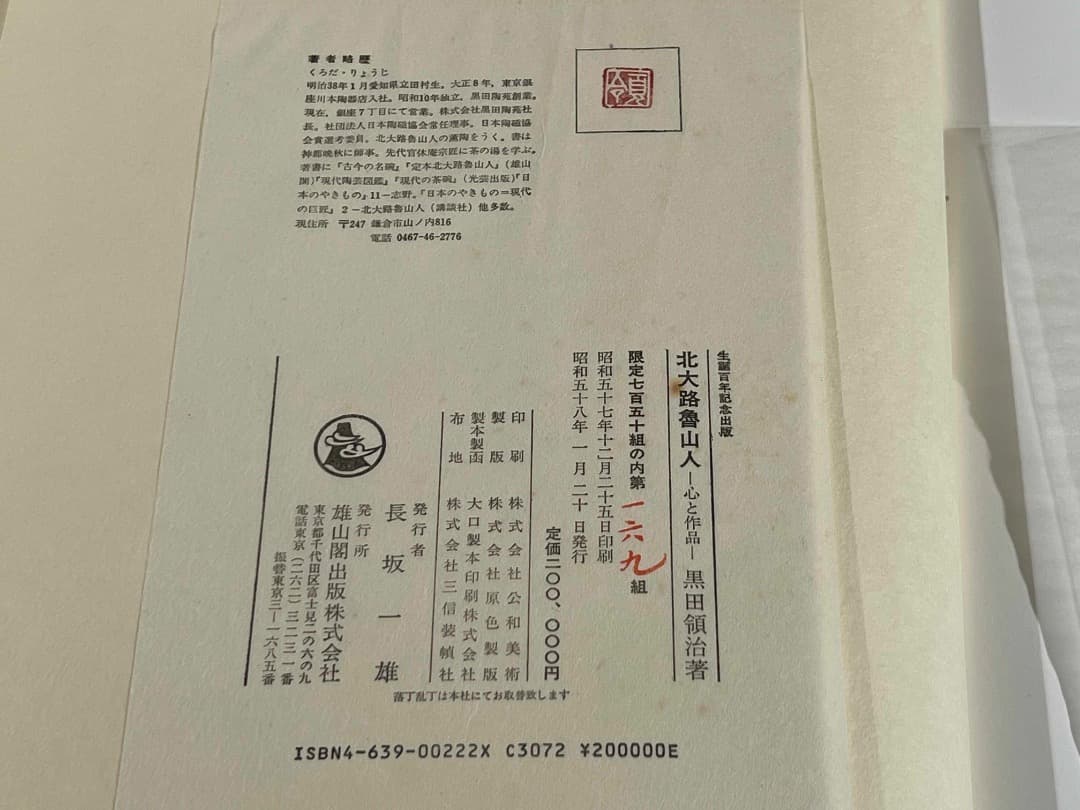 著者略歴
くろだ・りょうじ
明治38年1月愛知県立田村生。大正8年,東京銀
座川本陶器店入社。昭和10年独立,黒田陶苑創業。
現在,銀座7丁目にて営業。株式会社黒田陶苑社
長。社団法人日本陶磁協会常任理事。日本陶磁協
会賞選考委員。北大路魯山人の薫陶をうく。書は
神郡晩秋に師事。先代官休庵宗匠に茶の湯を学ぶ。
著書に『古今の名碗』『定本北大路魯山人』(雄山
閣)『現代陶芸図鑑』『現代の茶碗』(光芸出版)『日
本のやきもの』11—志野。『日本のやきもの=現代
の巨匠』2—北大路魯山人(講談社)他多数。
現住所 〒247 鎌倉市山ノ内816
電話 0467-46-2776
生誕百年記念出版
北大路魯山人—心と作品— 黒田領治著
限定七百五十組の内第一六九組
昭和五十七年十二月二十五日印刷
昭和五十八年 一月 二十 日発行
定価二〇〇、〇〇〇円
印刷 株式会社公和美術
製版 株式会社原色製版
製本製函 大口製本印刷株式会社
布地 株式会社三信装幀社
発行者
長坂一雄
発行所
雄山閣出版株式会社
東京都千代田区富士見二の六の九
電話東京(二六二)三二三一番
振替東京三—一六八五番
落丁乱丁は本社にてお取替致します
ISBN4-639-00222X C3072 ¥200000E